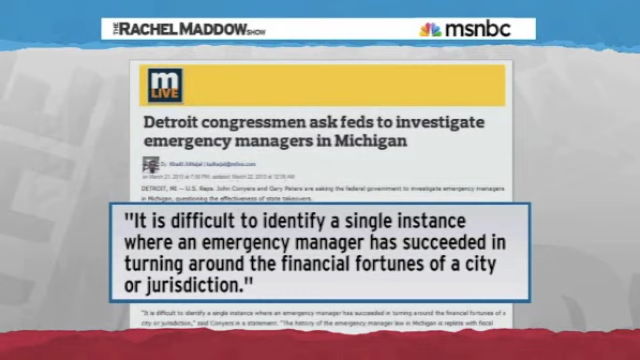 THE RACHEL MADDOW SHOW
msnbc
m
LIVE
Detroit congressmen ask feds to investigate
emergency managers in Michigan
DETROIT, MI — U.S. Reps. John Conyers and Gary Peters are asking the federal government to investigate emergency managers
in Michigan, questioning the effectiveness of state takeovers.
"It is difficult to identify a single instance
where an emergency manager has succeeded in
turning around the financial fortunes of a city
or jurisdiction."
"It is difficult to identify a single instance where an emergency manager has succeeded in turning around the financial fortunes of a
city or jurisdiction," said Conyers in a statement. "The history of the emergency manager law in Michigan is replete with fiscal